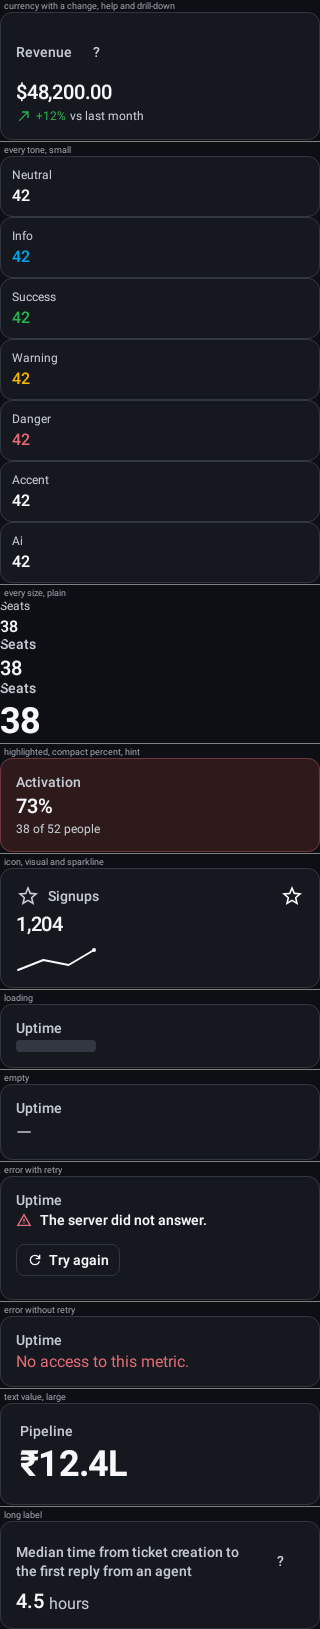 currency with a change, help and drill-down
Revenue ?
$48,200.00
+12% vs last month
every tone, small
Neutral
42
Info
42
Success
42
Warning
42
Danger
42
Accent
42
Ai
42
every size, plain
Seats
38
Seats
38
Seats
38
highlighted, compact percent, hint
Activation
73%
38 of 52 people
icon, visual and sparkline
Signups
1,204
loading
Uptime
empty
Uptime
—
error with retry
Uptime
The server did not answer.
Try again
error without retry
Uptime
No access to this metric.
text value, large
Pipeline
₹12.4L
long label
Median time from ticket creation to
the first reply from an agent ?
4.5 hours